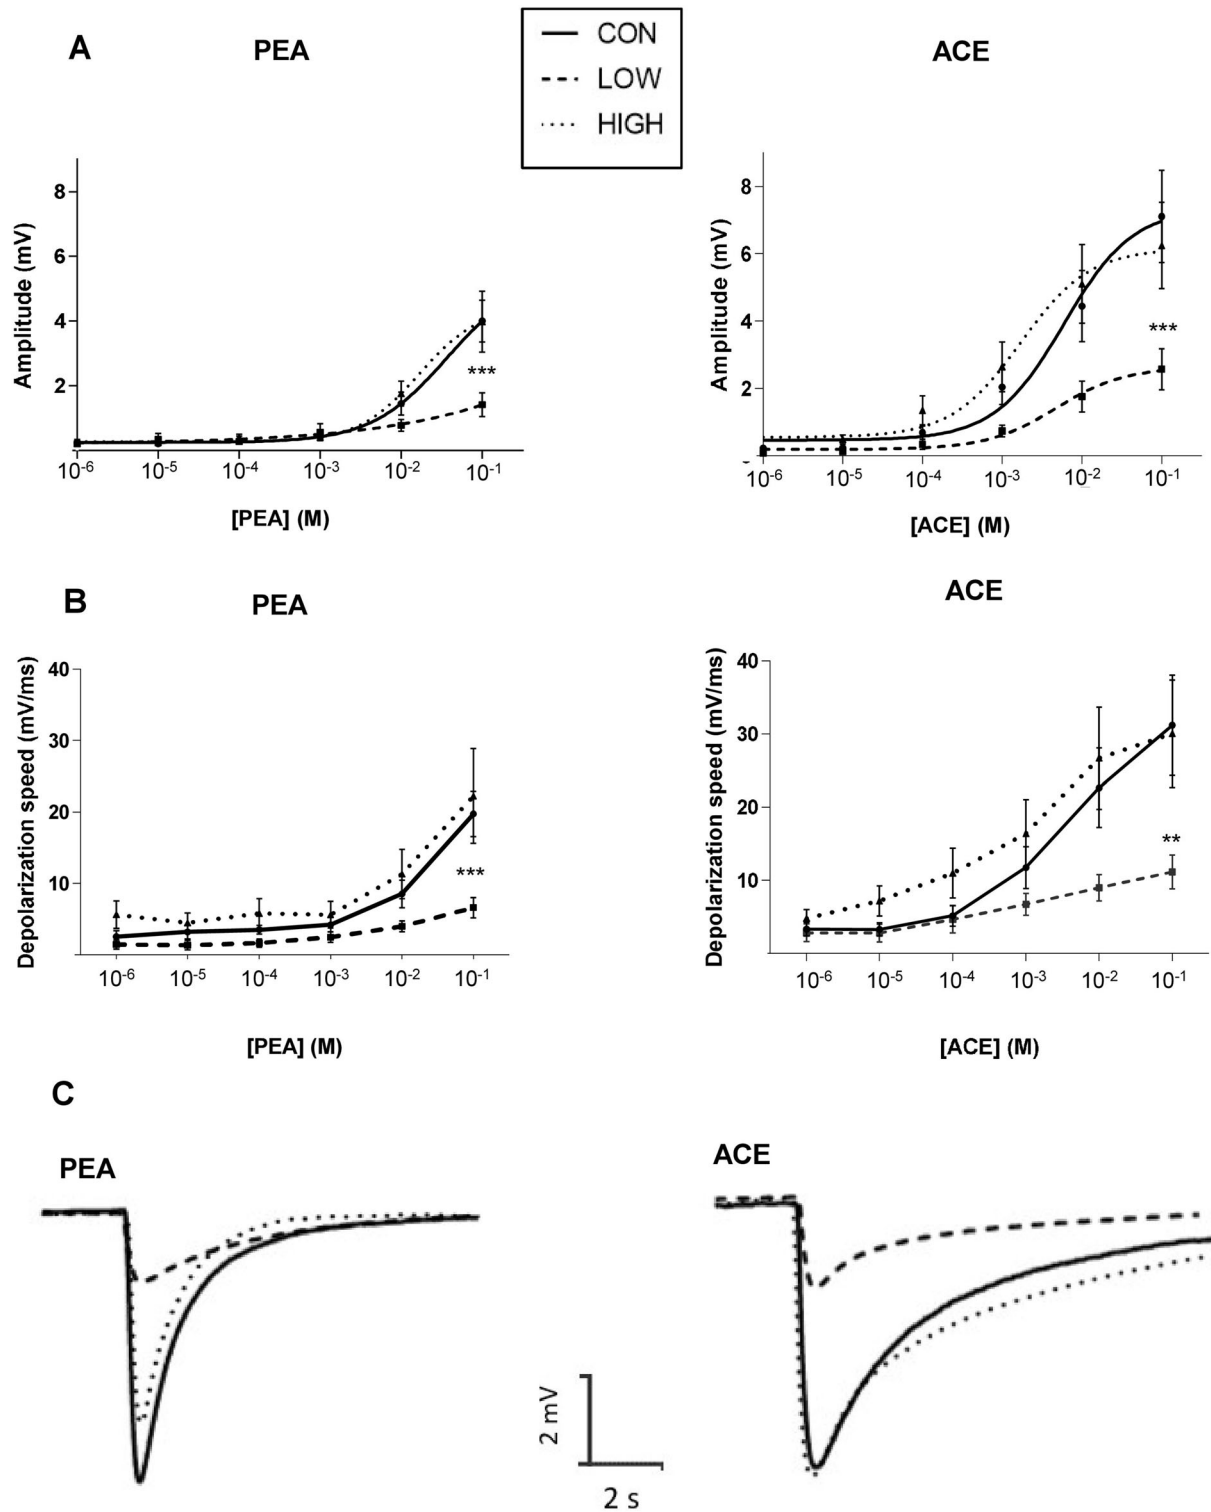 A
PEA
CON
LOW
HIGH
ACE
Amplitude (mV)
8
6
4
2
***
10-6
10-5
10-4
10-3
10-2
10-1
[PEA] (M)
Amplitude (mV)
8
6
4
2
***
10-6
10-5
10-4
10-3
10-2
10-1
[ACE] (M)
B
PEA
ACE
Depolarization speed (mV/ms)
40
30
20
10
***
10-6
10-5
10-4
10-3
10-2
10-1
[PEA] (M)
Depolarization speed (mV/ms)
40
30
20
10
**
10-6
10-5
10-4
10-3
10-2
10-1
[ACE] (M)
C
PEA
ACE
2 mV
2 s